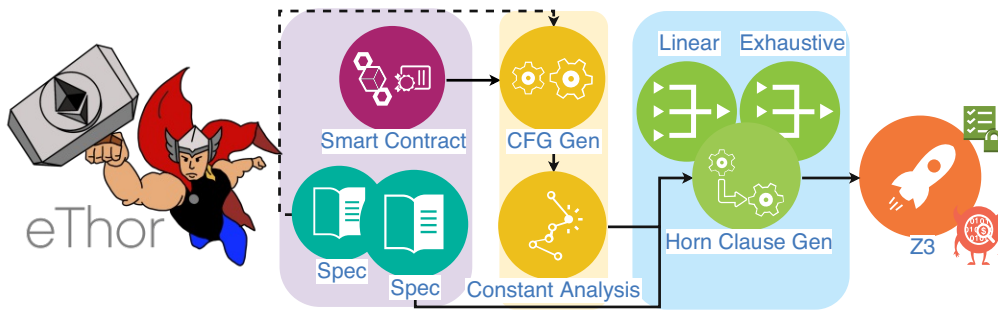 eThor
Smart Contract
Spec
Spec
CFG Gen
Constant Analysis
Linear
Exhaustive
Horn Clause Gen
Z3